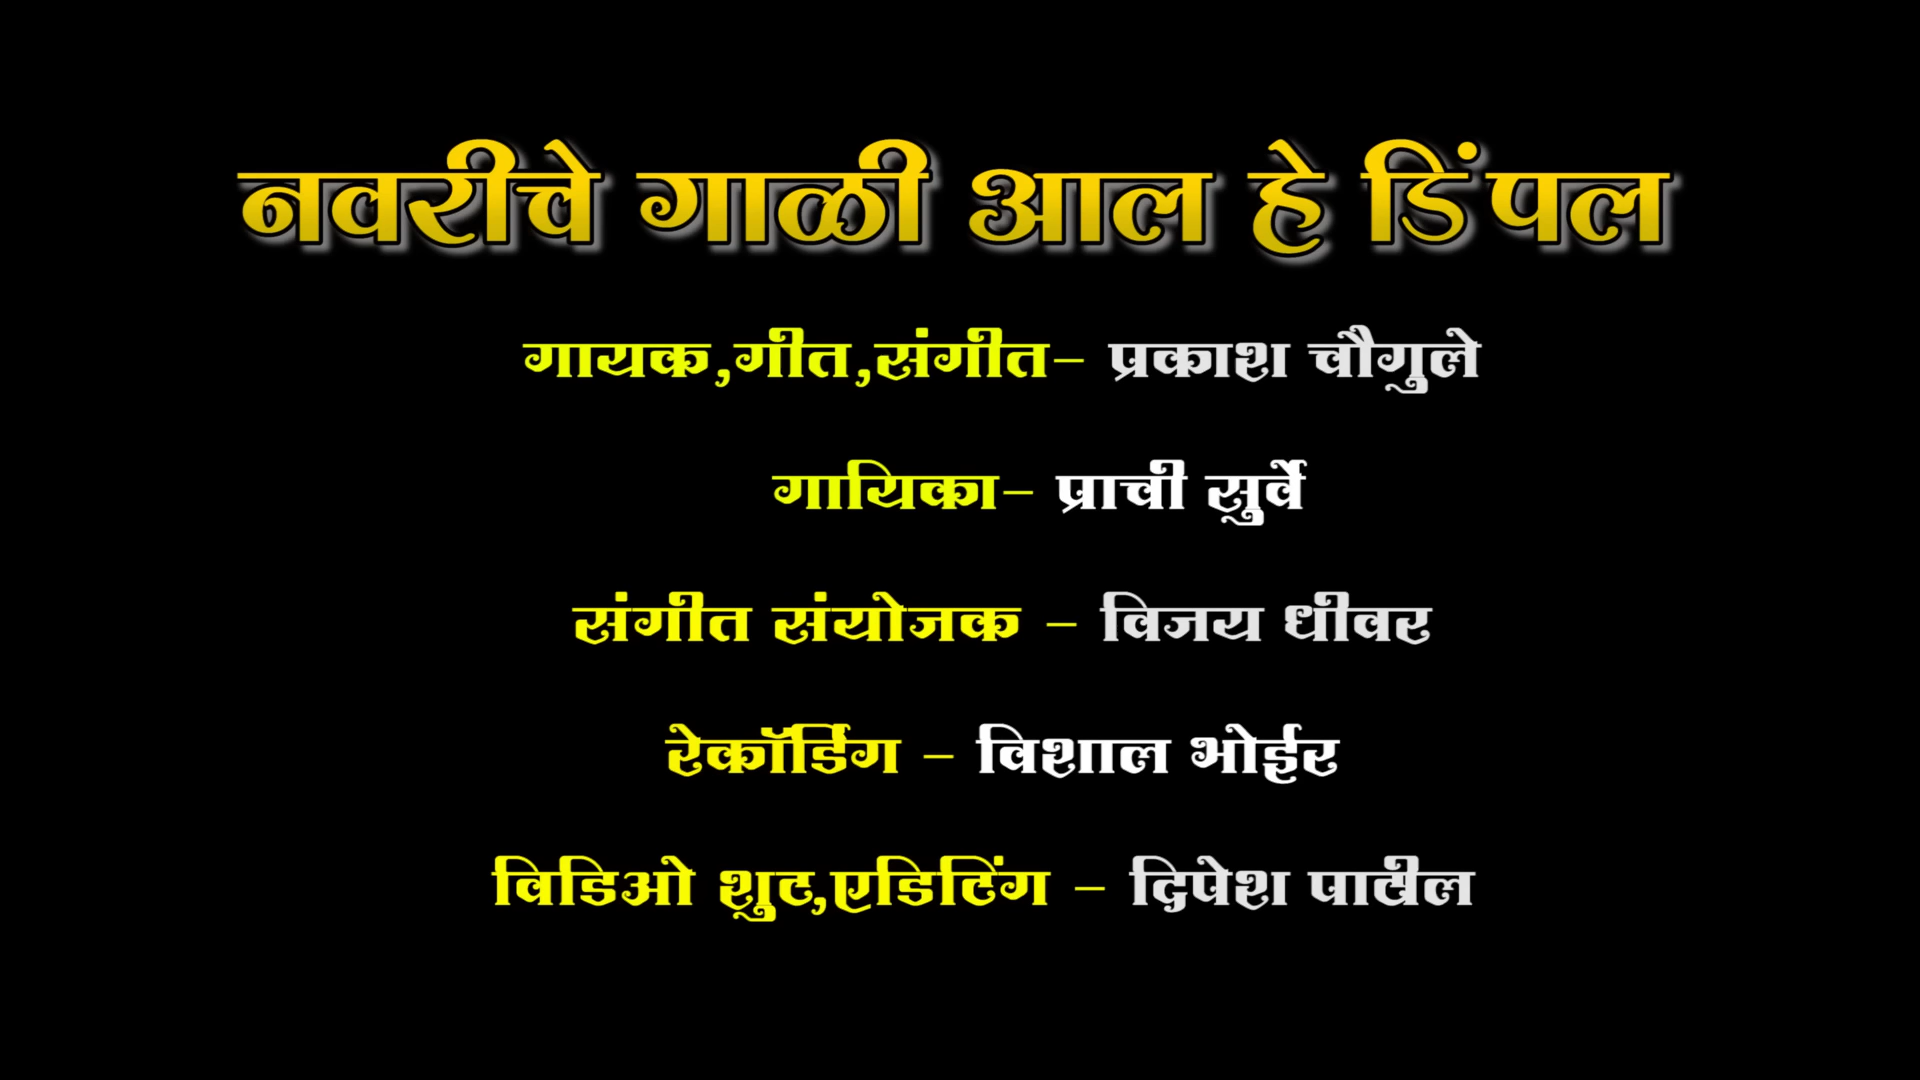 नवरीचे गाळी आल हे डिंपल
गायक,गीत,संगीत- प्रकाश चौगुले
गायिका- प्राची सुर्वे
संगीत संयोजक - विजय धीवर
रेकॉर्डिंग - विशाल भोईर
विडिओ शुट,एडिटिंग - दिपेश पाटील